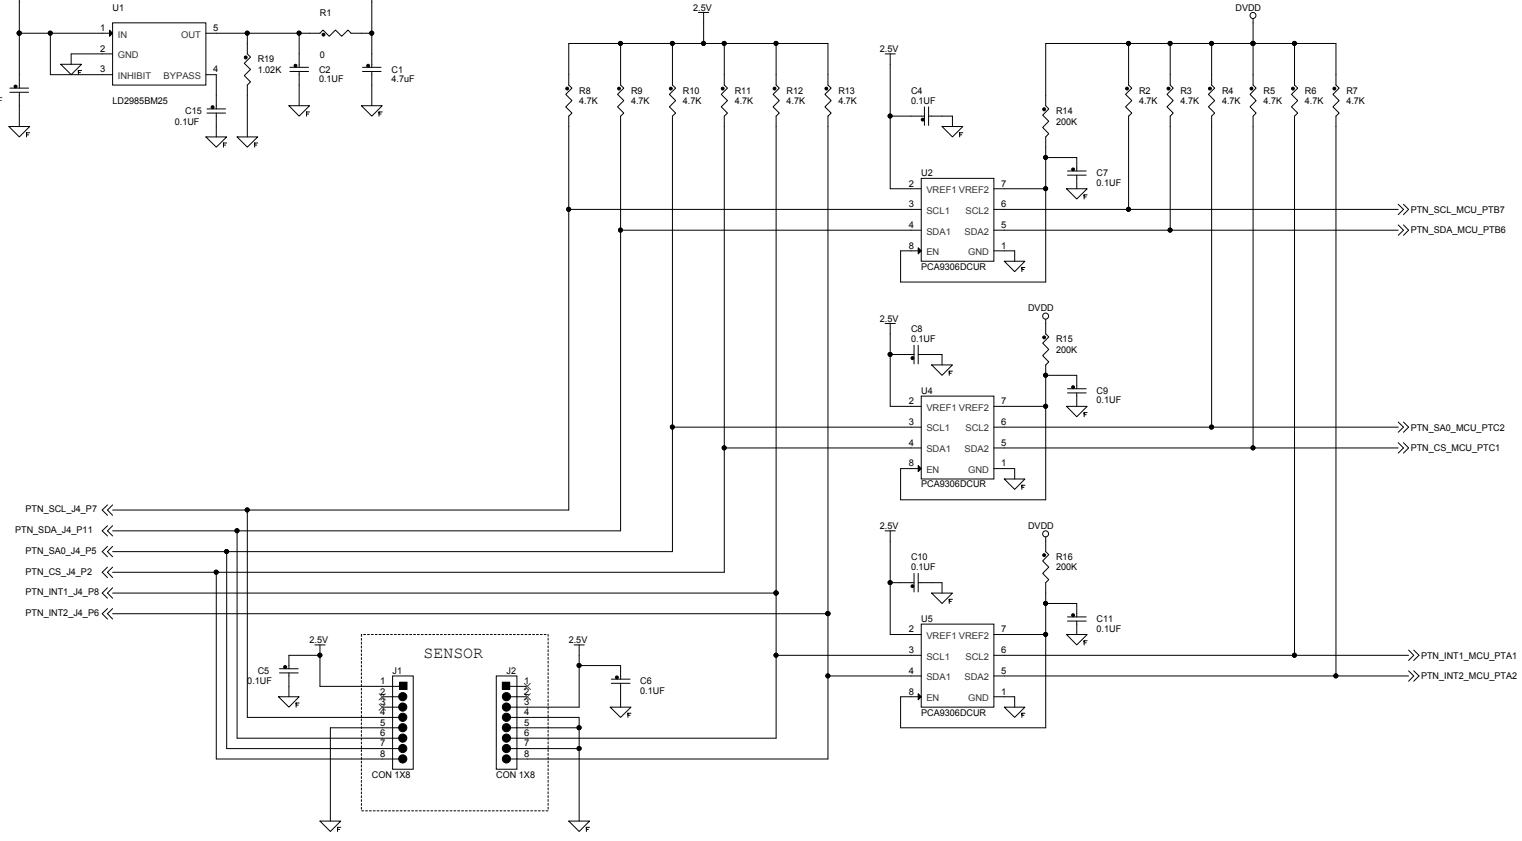 U1
R1
2.5V
DVDD
1 IN OUT 5
2 GND
3 INHIBIT BYPASS 4
LD2985BM25
R19
1.02K
0
C2
0.1UF
C1
4.7uF
C15
0.1UF
F
F
F
F
F
F
R8
4.7K
R9
4.7K
R10
4.7K
R11
4.7K
R12
4.7K
R13
4.7K
2.5V
C4
0.1UF
F
R14
200K
R2
4.7K
R3
4.7K
R4
4.7K
R5
4.7K
R6
4.7K
R7
4.7K
C7
0.1UF
F
U2
2 VREF1 VREF2 7
3 SCL1 SCL2 6
4 SDA1 SDA2 5
8 EN GND 1
F
PCA9306DCUR
PTN_SCL_MCU_PTB7
PTN_SDA_MCU_PTB6
2.5V
C8
0.1UF
F
DVDD
R15
200K
C9
0.1UF
F
U4
2 VREF1 VREF2 7
3 SCL1 SCL2 6
4 SDA1 SDA2 5
8 EN GND 1
F
PCA9306DCUR
PTN_SA0_MCU_PTC2
PTN_CS_MCU_PTC1
PTN_SCL_J4_P7
PTN_SDA_J4_P11
PTN_SA0_J4_P5
PTN_CS_J4_P2
PTN_INT1_J4_P8
PTN_INT2_J4_P6
2.5V
C10
0.1UF
F
DVDD
R16
200K
C11
0.1UF
F
U5
2 VREF1 VREF2 7
3 SCL1 SCL2 6
4 SDA1 SDA2 5
8 EN GND 1
F
PCA9306DCUR
PTN_INT1_MCU_PTA1
PTN_INT2_MCU_PTA2
2.5V
C5
0.1UF
F
SENSOR
2.5V
C6
0.1UF
F
J1
1
2
3
4
5
6
7
8
CON 1X8
J2
1
2
3
4
5
6
7
8
CON 1X8
F
F